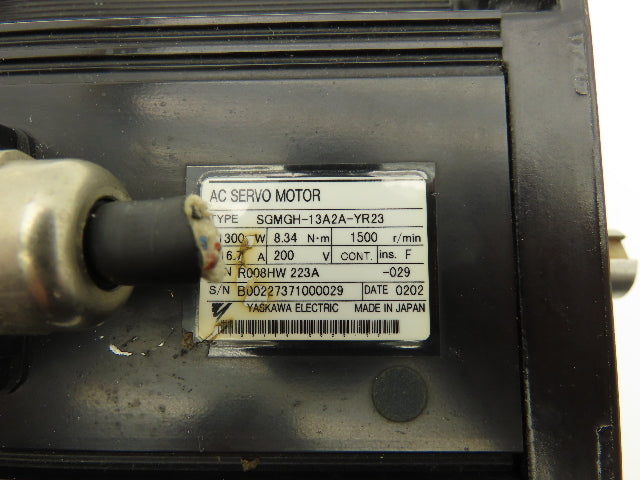 AC SERVO MOTOR
TYPE SGMGH-13A2A-YR23
300 W 8.34 N·m 1500 r/min
6.7 A 200 V CONT. ins. F
N R008HW 223A -029
S/N B00227371000029 DATE 0202
YASKAWA ELECTRIC MADE IN JAPAN